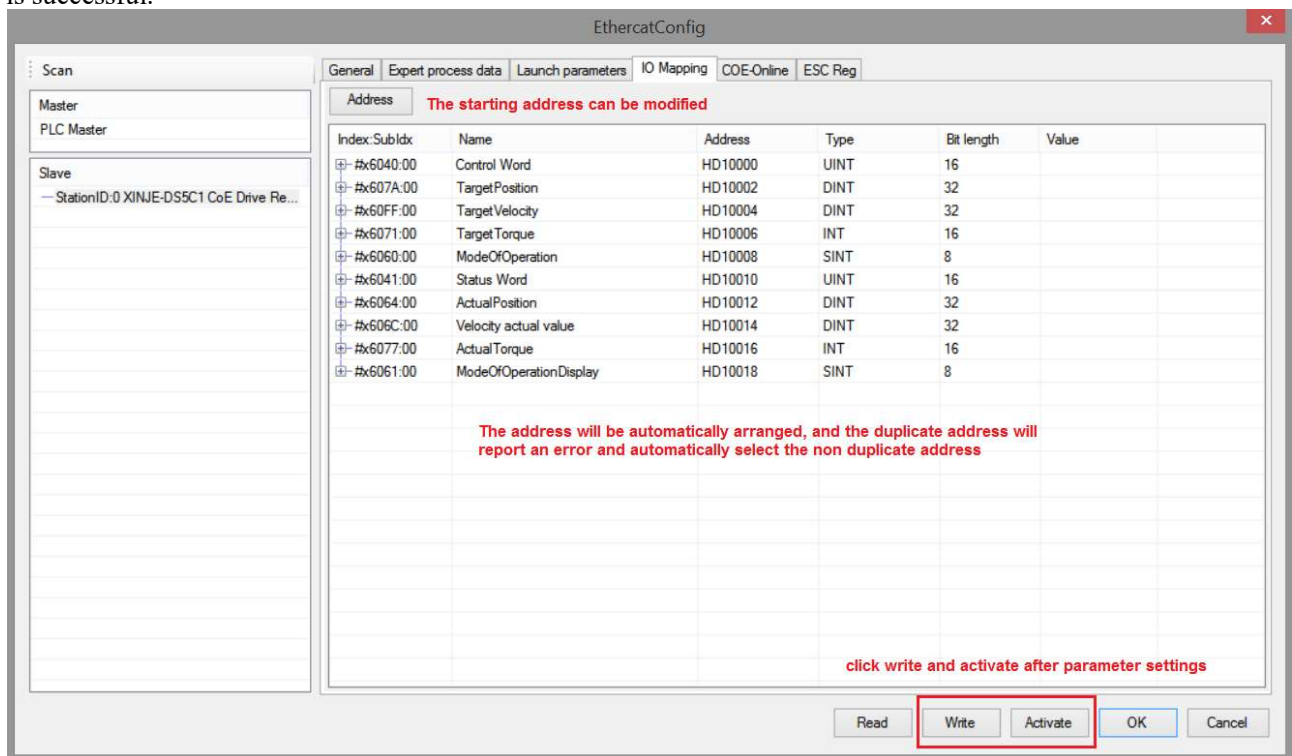 is successful.
EthercatConfig
Scan
General Expert process data Launch parameters IO Mapping COE-Online ESC Reg
Master
PLC Master
Address The starting address can be modified
Slave
StationID:0 XINJE-DS5C1 CoE Drive Re...
Index:SubIdx Name Address Type Bit length Value
#x6040:00 Control Word HD10000 UINT 16
#x607A:00 TargetPosition HD10002 DINT 32
#x60FF:00 TargetVelocity HD10004 DINT 32
#x6071:00 TargetTorque HD10006 INT 16
#x6060:00 ModeOfOperation HD10008 SINT 8
#x6041:00 Status Word HD10010 UINT 16
#x6064:00 ActualPosition HD10012 DINT 32
#x606C:00 Velocity actual value HD10014 DINT 32
#x6077:00 ActualTorque HD10016 INT 16
#x6061:00 ModeOfOperationDisplay HD10018 SINT 8
The address will be automatically arranged, and the duplicate address will
report an error and automatically select the non duplicate address
click write and activate after parameter settings
Read Write Activate OK Cancel